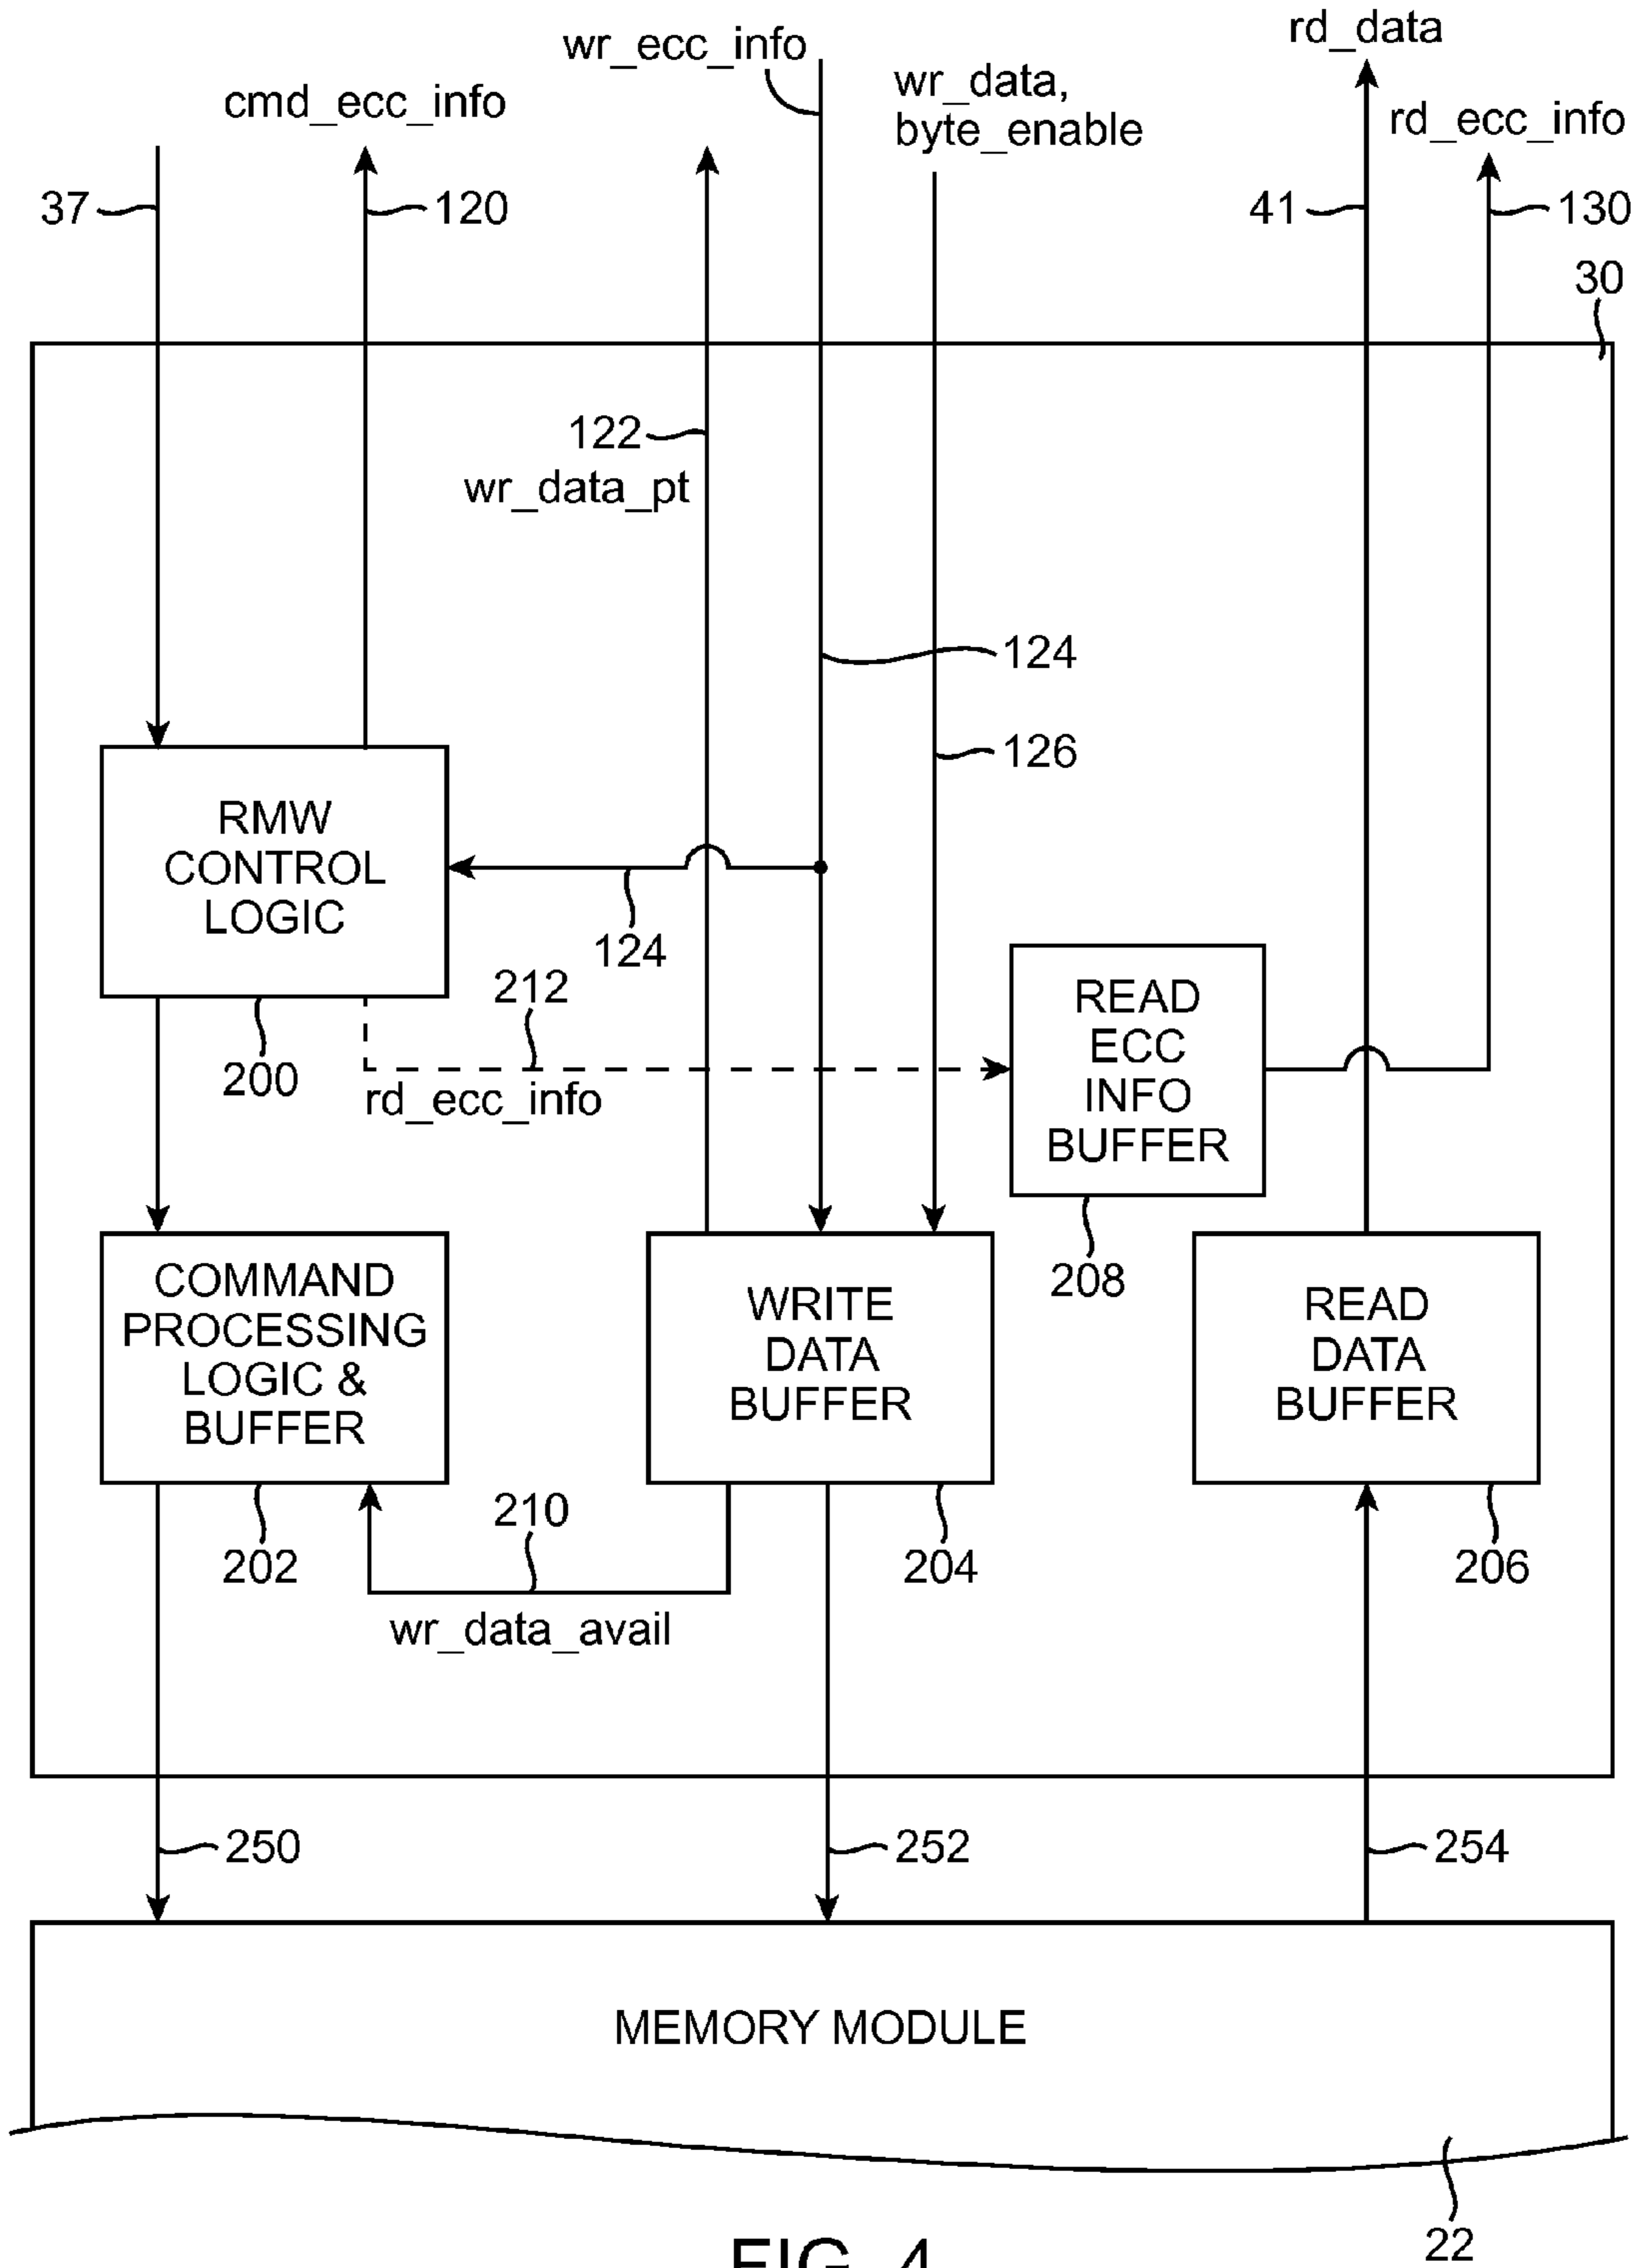 rd_data
wr_ecc_info
wr_data,
byte_enable
cmd_ecc_info
rd_ecc_info
37
120
41
130
30
122
wr_data_pt
124
126
RMW
CONTROL
LOGIC
124
212
200
rd_ecc_info
READ
ECC
INFO
BUFFER
208
COMMAND
PROCESSING
LOGIC &
BUFFER
WRITE
DATA
BUFFER
READ
DATA
BUFFER
210
202
204
206
wr_data_avail
250
252
254
MEMORY MODULE
22
FIG. 4